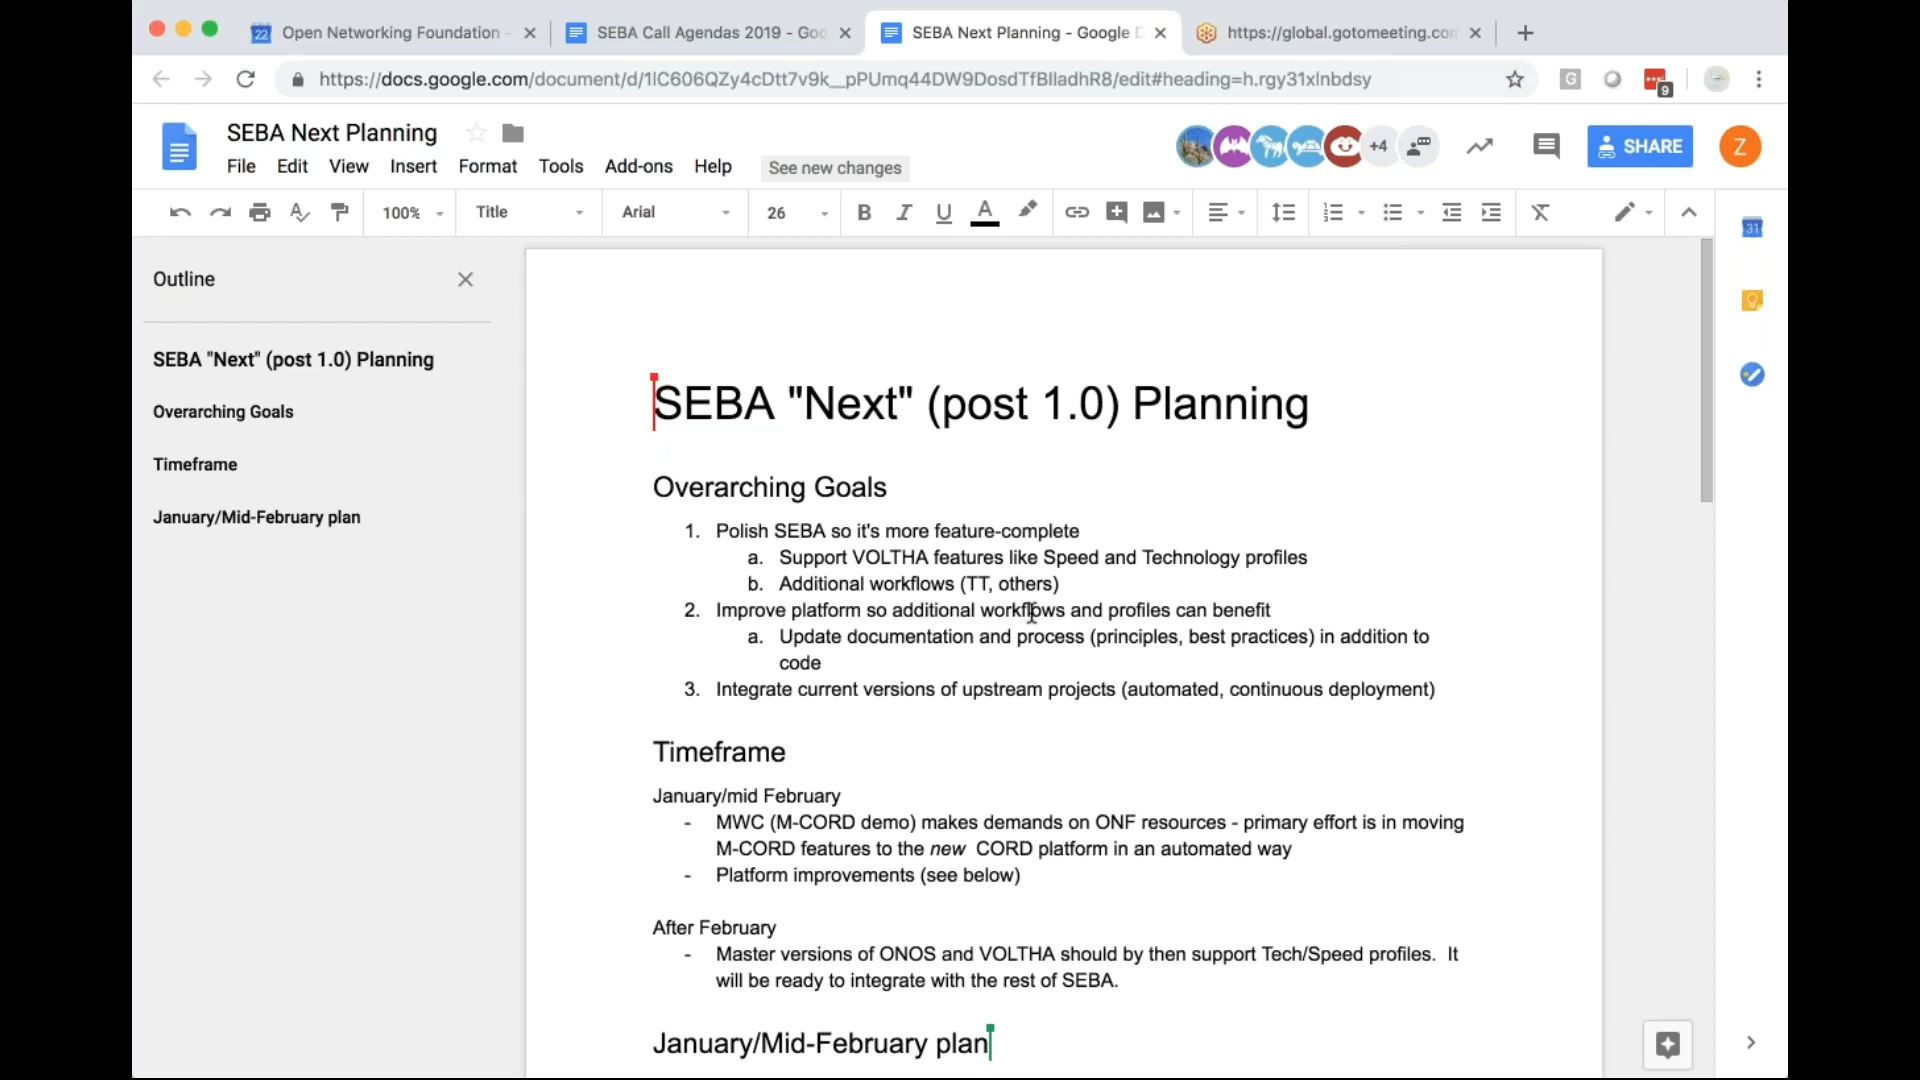 22 Open Networking Foundation -
SEBA Call Agendas 2019 - Goo
SEBA Next Planning - Google D
https://global.gotomeeting.com
https://docs.google.com/document/d/1lC606QZy4cDtt7v9k__pPUmq44DW9DosdTfBlladhR8/edit#heading=h.rgy31xlnbdsy
G
9
SEBA Next Planning
+4
SHARE
Z
File Edit View Insert Format Tools Add-ons Help See new changes
100% Title Arial 26 B I U A
31
Outline
SEBA "Next" (post 1.0) Planning
Overarching Goals
Timeframe
January/Mid-February plan
SEBA "Next" (post 1.0) Planning
Overarching Goals
1. Polish SEBA so it's more feature-complete
a. Support VOLTHA features like Speed and Technology profiles
b. Additional workflows (TT, others)
2. Improve platform so additional workflows and profiles can benefit
a. Update documentation and process (principles, best practices) in addition to
code
3. Integrate current versions of upstream projects (automated, continuous deployment)
Timeframe
January/mid February
- MWC (M-CORD demo) makes demands on ONF resources - primary effort is in moving
M-CORD features to the new CORD platform in an automated way
- Platform improvements (see below)
After February
- Master versions of ONOS and VOLTHA should by then support Tech/Speed profiles. It
will be ready to integrate with the rest of SEBA.
January/Mid-February plan